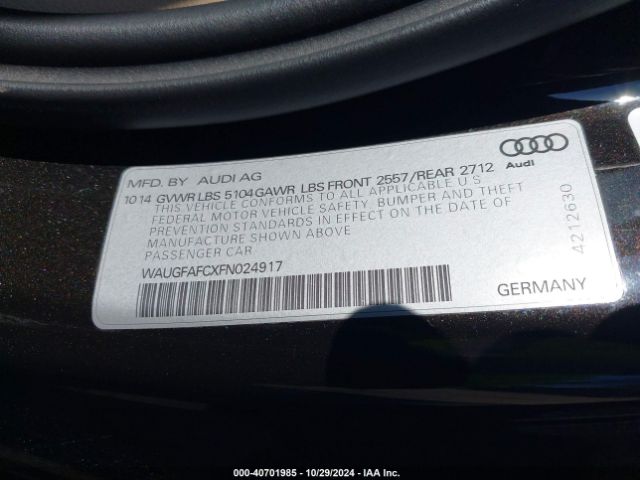 MFD. BY AUDI AG
Audi
10 14 GVWR LBS 5104 GAWR LBS FRONT 2557/REAR 2712
THIS VEHICLE CONFORMS TO ALL APPLICABLE U S
FEDERAL MOTOR VEHICLE SAFETY, BUMPER AND THEFT
PREVENTION STANDARDS IN EFFECT ON THE DATE OF
MANUFACTURE SHOWN ABOVE
PASSENGER CAR
WAUGFAFCXFN024917
GERMANY
4212630
© - 40701985 - 10/29/2024 - IAA Inc.